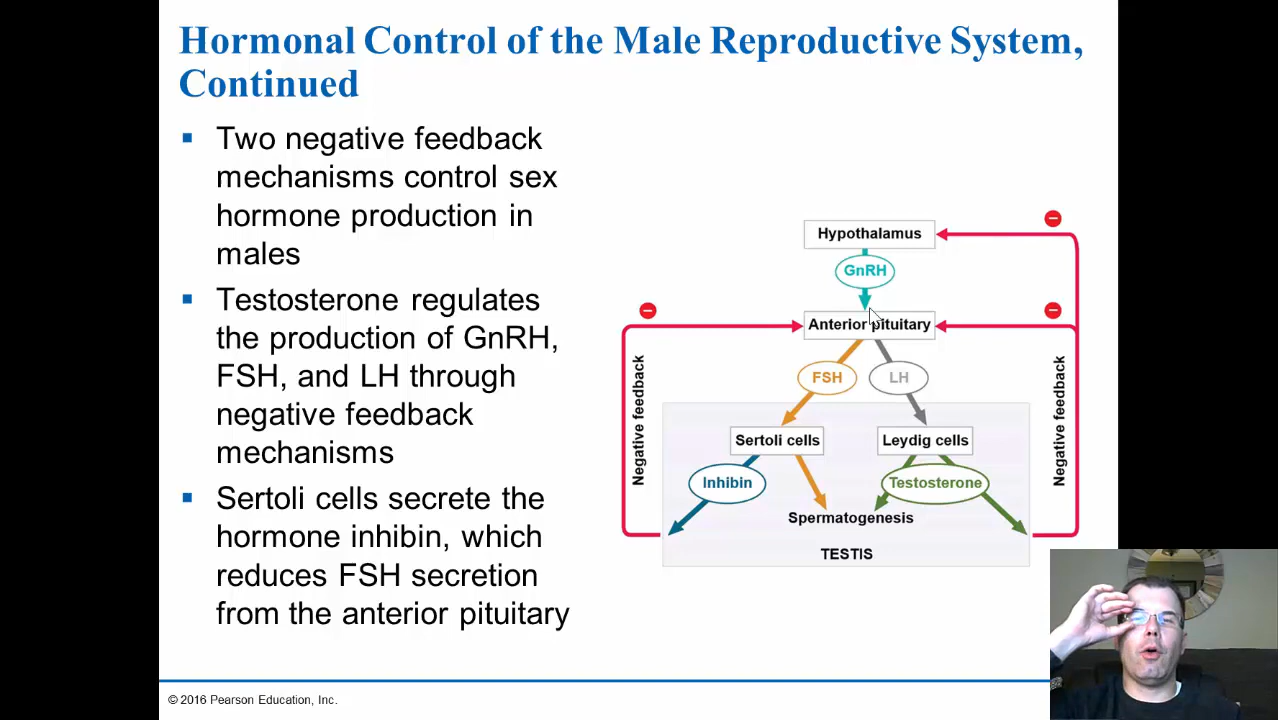 Hormonal Control of the Male Reproductive System,
Continued
▪ Two negative feedback
mechanisms control sex
hormone production in
males
▪ Testosterone regulates
the production of GnRH,
FSH, and LH through
negative feedback
mechanisms
▪ Sertoli cells secrete the
hormone inhibin, which
reduces FSH secretion
from the anterior pituitary
Hypothalamus
GnRH
Anterior pituitary
FSH
LH
Negative feedback
Negative feedback
Sertoli cells
Leydig cells
Inhibin
Testosterone
Spermatogenesis
TESTIS
© 2016 Pearson Education, Inc.